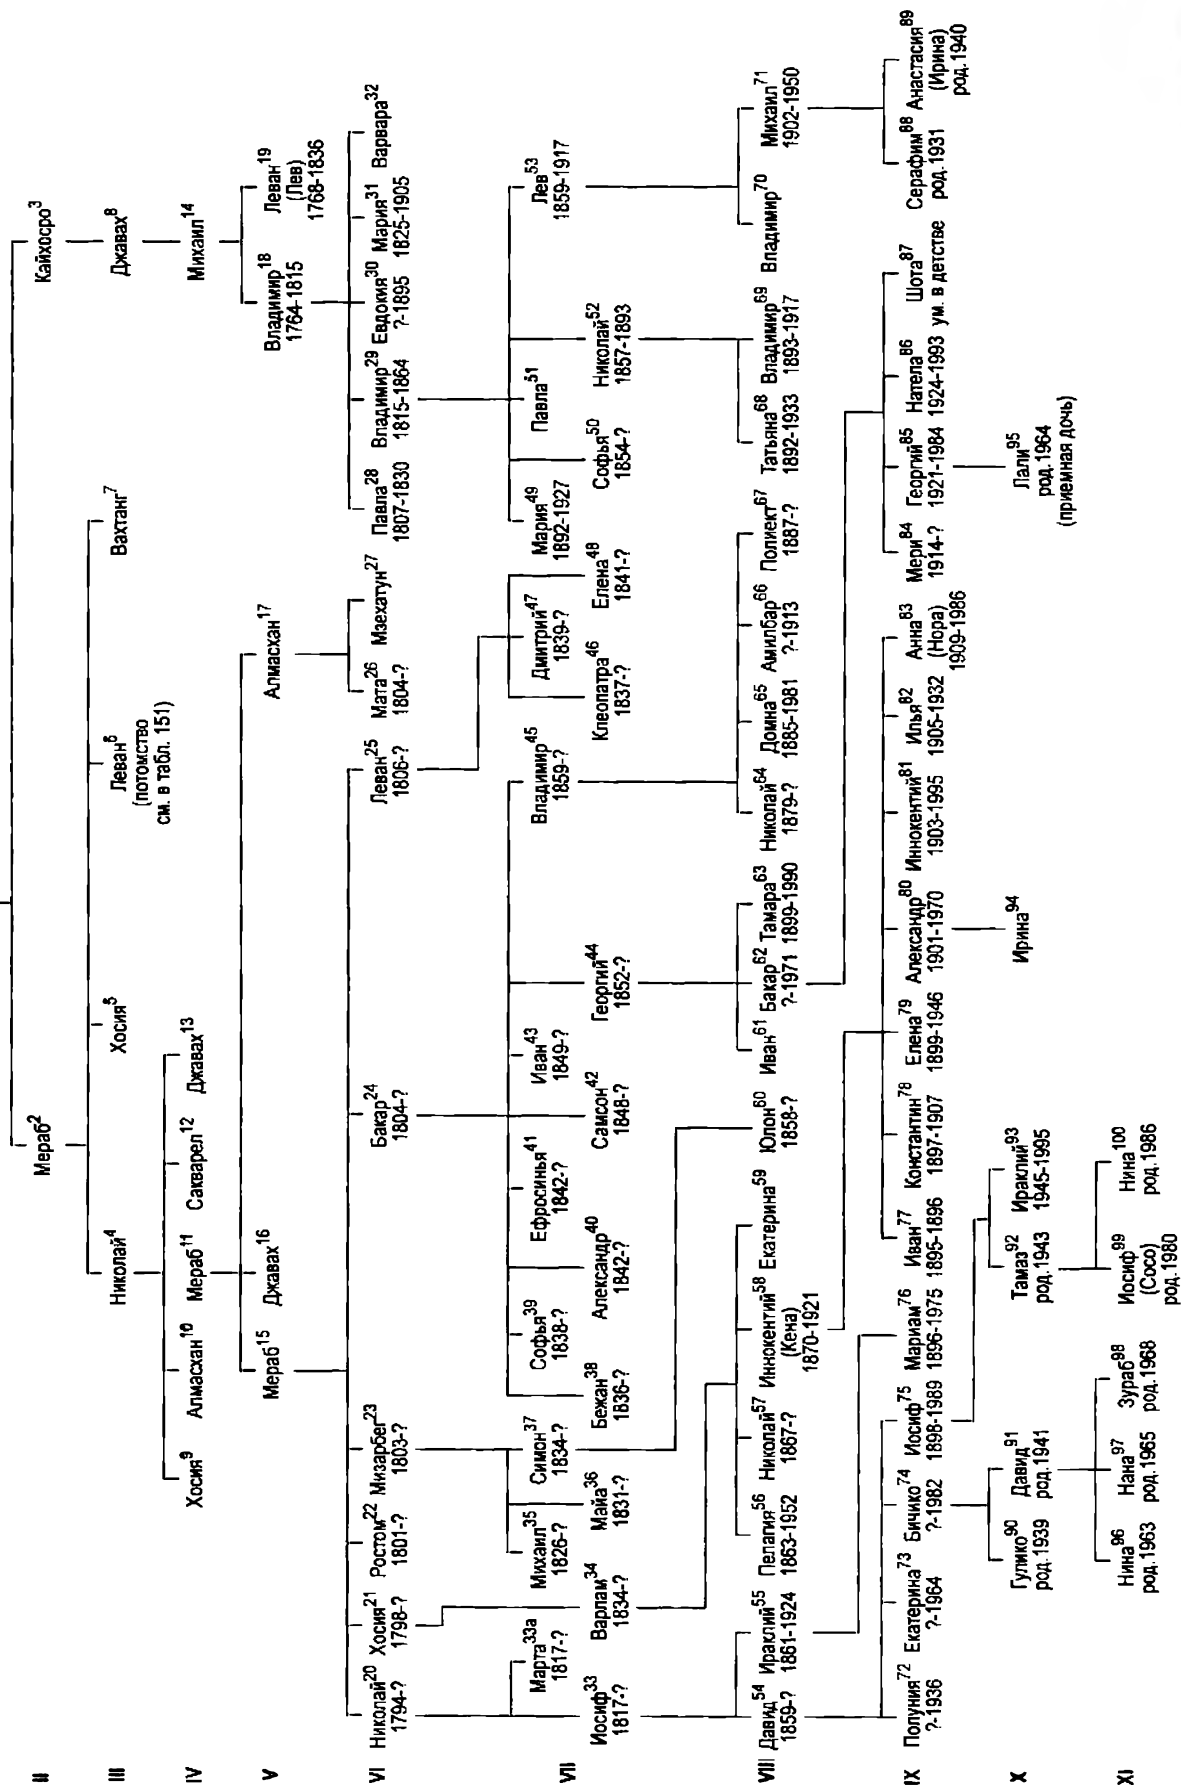 II
Мераб2
Кайхосро3
III
Николай4
Хосия5
Леван6
(потомство
см. в табл. 151)
Вахтанг7
Джавах8
IV
Хосия9
Алмасхан10
Мераб11
Сакварел12
Джавах13
Михаил14
V
Мераб15
Джавах16
Алмасхан17
Владимир18
1764-1815
Леван19
(Лев)
1768-1836
VI
Николай20
1794-?
Хосия21
1798-?
Ростом22
1801-?
Мизарбег23
1803-?
Бакар24
1804-?
Леван25
1806-?
Мата26
1804-?
Мзехатун27
Павла28
1807-1830
Владимир29
1815-1864
Евдокия30
?-1895
Мария31
1825-1905
Варвара32
VII
Иосиф33
1817-?
Марта33а
1817-?
Варлам34
1834-?
Михаил35
1826-?
Майа36
1831-?
Симон37
1834-?
Бежан38
1836-?
Софья39
1838-?
Александр40
1842-?
Ефросинья41
1842-?
Самсон42
1848-?
Иван43
1849-?
Георгий44
1852-?
Владимир45
1859-?
Клеопатра46
1837-?
Дмитрий47
1839-?
Елена48
1841-?
Мария49
1892-1927
Софья50
1854-?
Павла51
Николай52
1857-1893
Лев53
1859-1917
VIII
Давид54
1859-?
Ираклий55
1861-1924
Пелагия56
1863-1952
Николай57
1867-?
Иннокентий58
(Кена)
1870-1921
Екатерина59
Юлон60
1858-?
Иван61
Бакар62
?-1971
Тамара63
1899-1990
Николай64
1879-?
Домна65
1885-1981
Амилбар66
?-1913
Полиект67
1887-?
Татьяна68
1892-1933
Владимир69
1893-1917
Владимир70
Михаил71
1902-1950
IX
Полуния72
?-1936
Екатерина73
?-1964
Бичико74
?-1982
Иосиф75
1898-1989
Мариам76
1896-1975
Иван77
1895-1896
Константин78
1897-1907
Елена79
1899-1946
Александр80
1901-1970
Иннокентий81
1903-1995
Илья82
1905-1932
Анна83
(Нора)
1909-1986
Мери84
1914-?
Георгий85
1921-1984
Натела86
1924-1993
Шота87
ум. в детстве
Серафим88
род.1931
Анастасия89
(Ирина)
род.1940
X
Гулико90
род.1939
Давид91
род.1941
Тамаз92
род.1943
Ираклий93
1945-1995
Ирина94
Лали95
род.1964
(приемная дочь)
XI
Нина96
род.1963
Нана97
род.1965
Зураб98
род.1968
Иосиф99
(Сосо)
род.1980
Нина100
род.1986